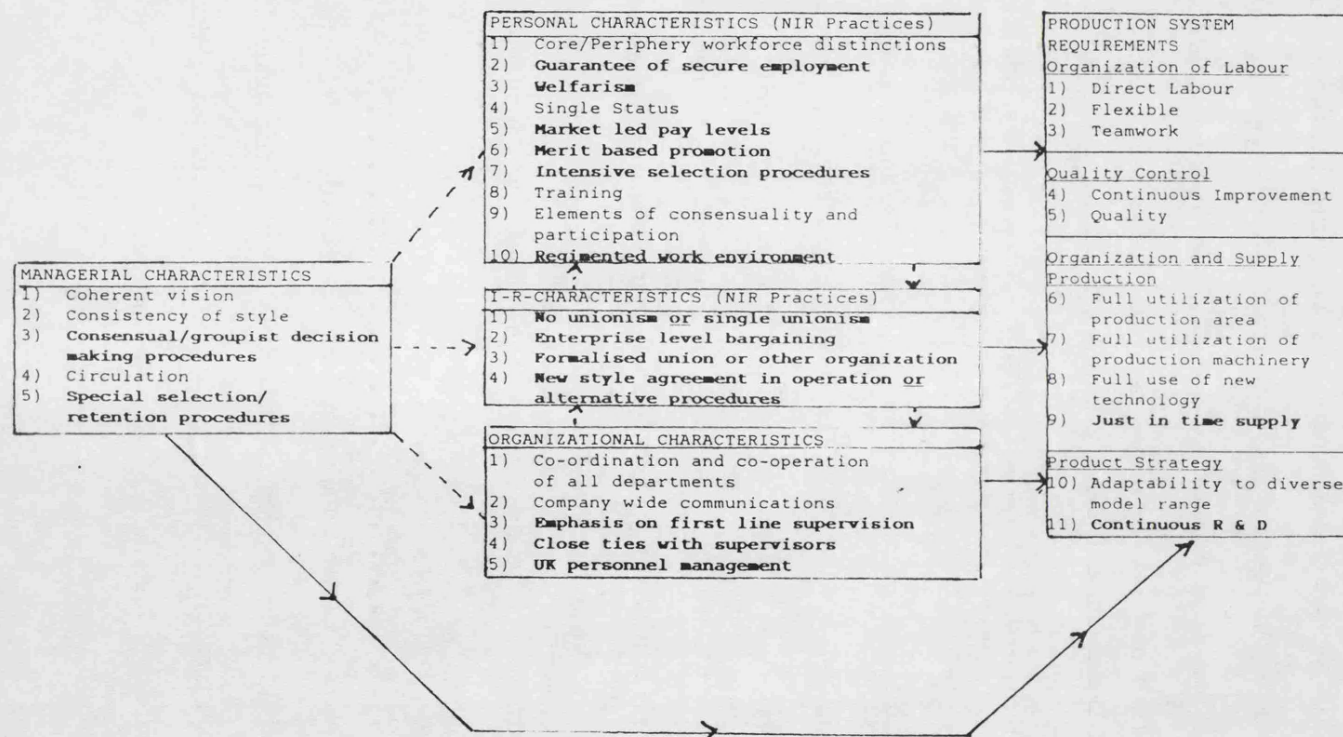 PERSONAL CHARACTERISTICS (NIR Practices)
1) Core/Periphery workforce distinctions
2) Guarantee of secure employment
3) Welfarism
4) Single Status
5) Market led pay levels
6) Merit based promotion
7) Intensive selection procedures
8) Training
9) Elements of consensuality and
participation
10) Regimented work environment
MANAGERIAL CHARACTERISTICS
1) Coherent vision
2) Consistency of style
3) Consensual/groupist decision
making procedures
4) Circulation
5) Special selection/
retention procedures
I-R-CHARACTERISTICS (NIR Practices)
1) No unionism or single unionism
2) Enterprise level bargaining
3) Formalised union or other organization
4) New style agreement in operation or
alternative procedures
ORGANIZATIONAL CHARACTERISTICS
1) Co-ordination and co-operation
of all departments
2) Company wide communications
3) Emphasis on first line supervision
4) Close ties with supervisors
5) UK personnel management
PRODUCTION SYSTEM
REQUIREMENTS
Organization of Labour
1) Direct Labour
2) Flexible
3) Teamwork
Quality Control
4) Continuous Improvement
5) Quality
Organization and Supply
Production
6) Full utilization of
production area
7) Full utilization of
production machinery
8) Full use of new
technology
9) Just in time supply
Product Strategy
10) Adaptability to diverse
model range
11) Continuous R & D